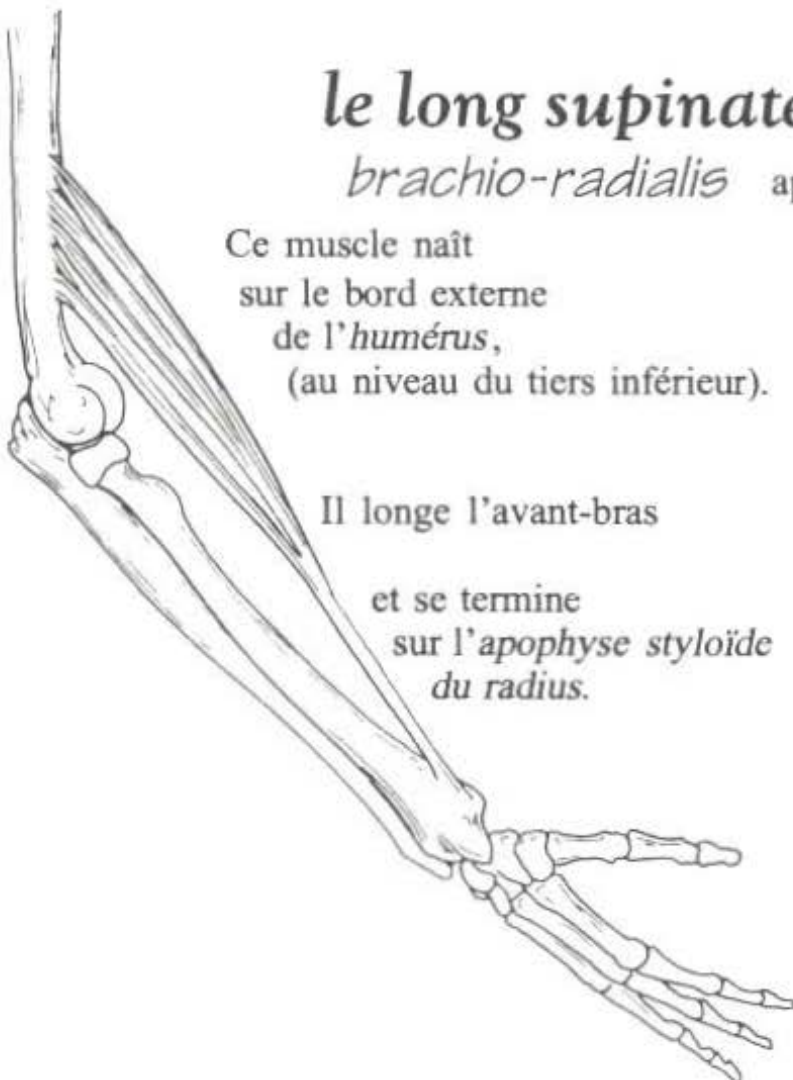 le long supinate
brachio-radialis ap
Ce muscle naît
sur le bord externe
de l'humérus,
(au niveau du tiers inférieur).
Il longe l'avant-bras
et se termine
sur l'apophyse styloïde
du radius.